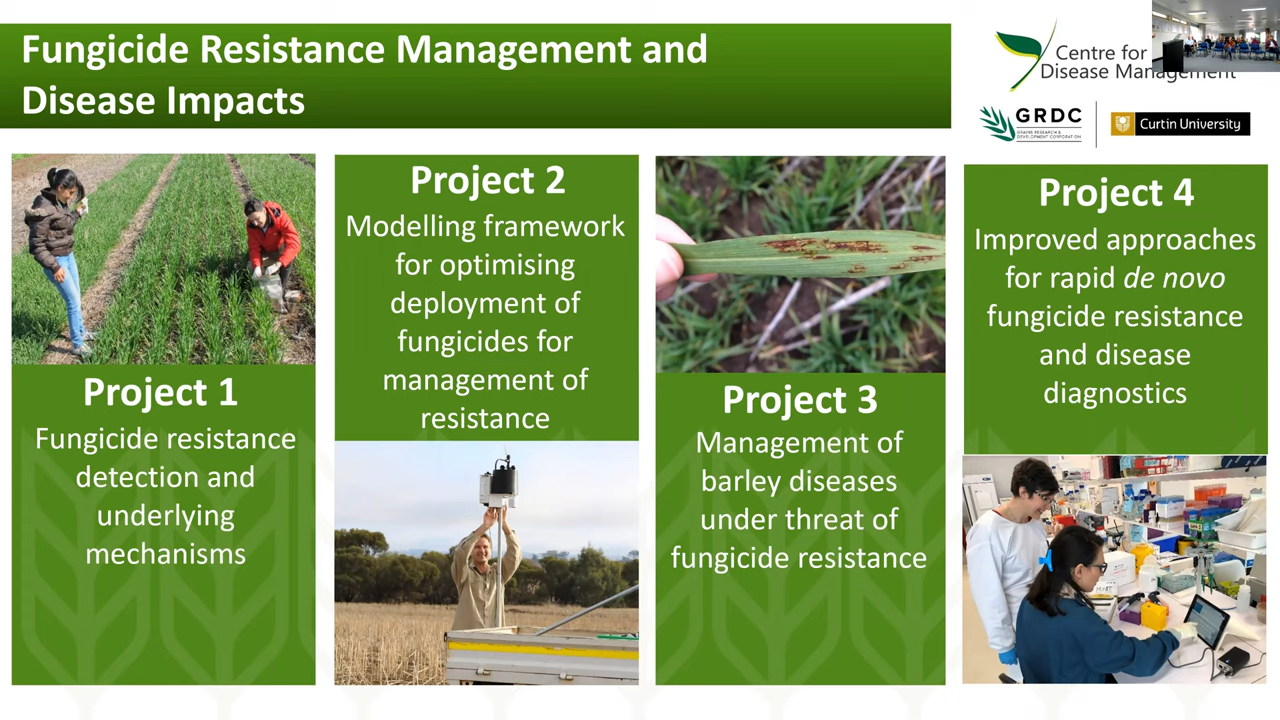 Fungicide Resistance Management and
Disease Impacts
Centre for
Disease Management
GRDC
GRAINS RESEARCH &
DEVELOPMENT CORPORATION
Curtin University
Project 1
Fungicide resistance
detection and
underlying
mechanisms
Project 2
Modelling framework
for optimising
deployment of
fungicides for
management of
resistance
Project 3
Management of
barley diseases
under threat of
fungicide resistance
Project 4
Improved approaches
for rapid de novo
fungicide resistance
and disease
diagnostics